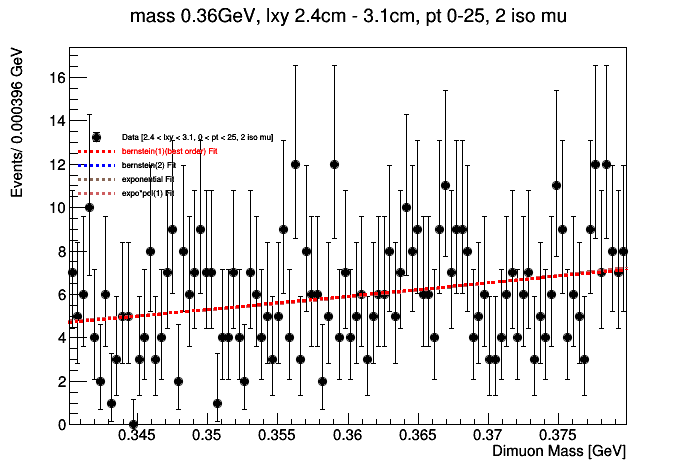 mass 0.36GeV, lxy 2.4cm - 3.1cm, pt 0-25, 2 iso mu
Events/ 0.000396 GeV
16
14
12
10
8
6
4
2
0
Data [2.4 < lxy < 3.1, 0 < pt < 25, 2 iso mu]
bernstein(1)(best order) Fit
bernstein(2) Fit
exponential Fit
expo*pol(1) Fit
0.345 0.35 0.355 0.36 0.365 0.37 0.375
Dimuon Mass [GeV]